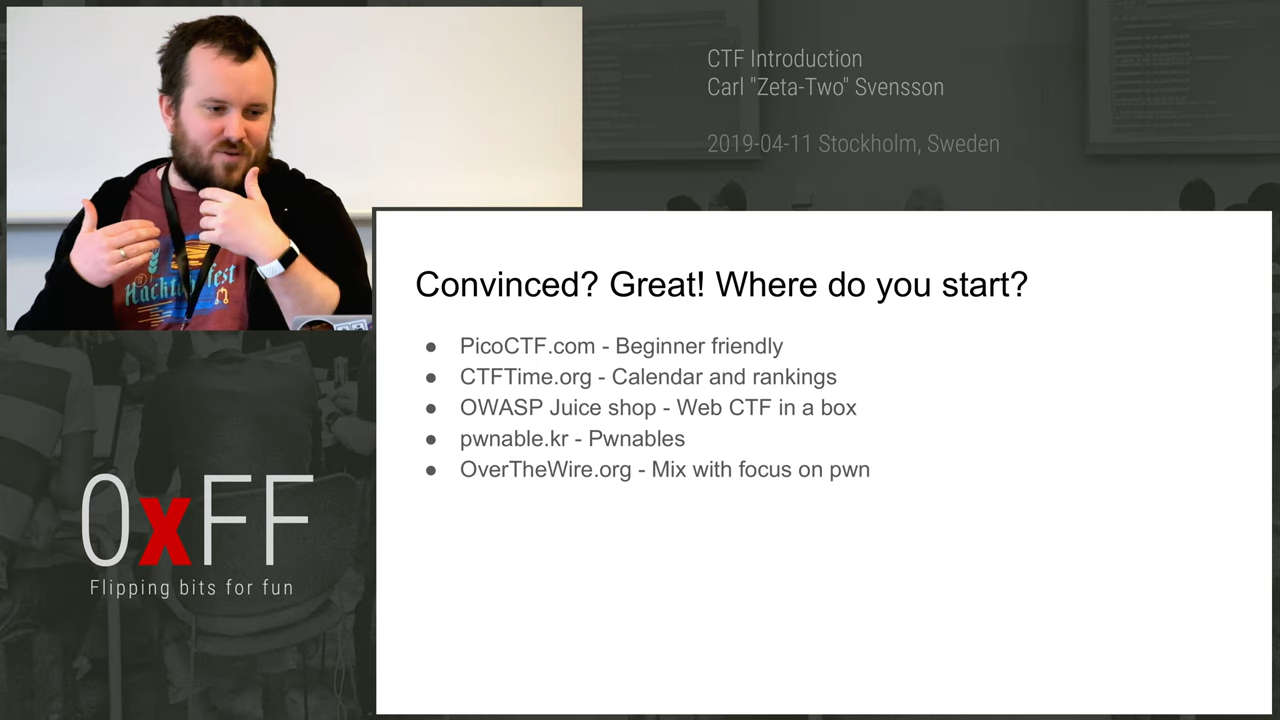 CTF Introduction
Carl "Zeta-Two" Svensson
2019-04-11 Stockholm, Sweden
Convinced? Great! Where do you start?
● PicoCTF.com - Beginner friendly
● CTFTime.org - Calendar and rankings
● OWASP Juice shop - Web CTF in a box
● pwnable.kr - Pwnables
● OverTheWire.org - Mix with focus on pwn
0xFF
Flipping bits for fun